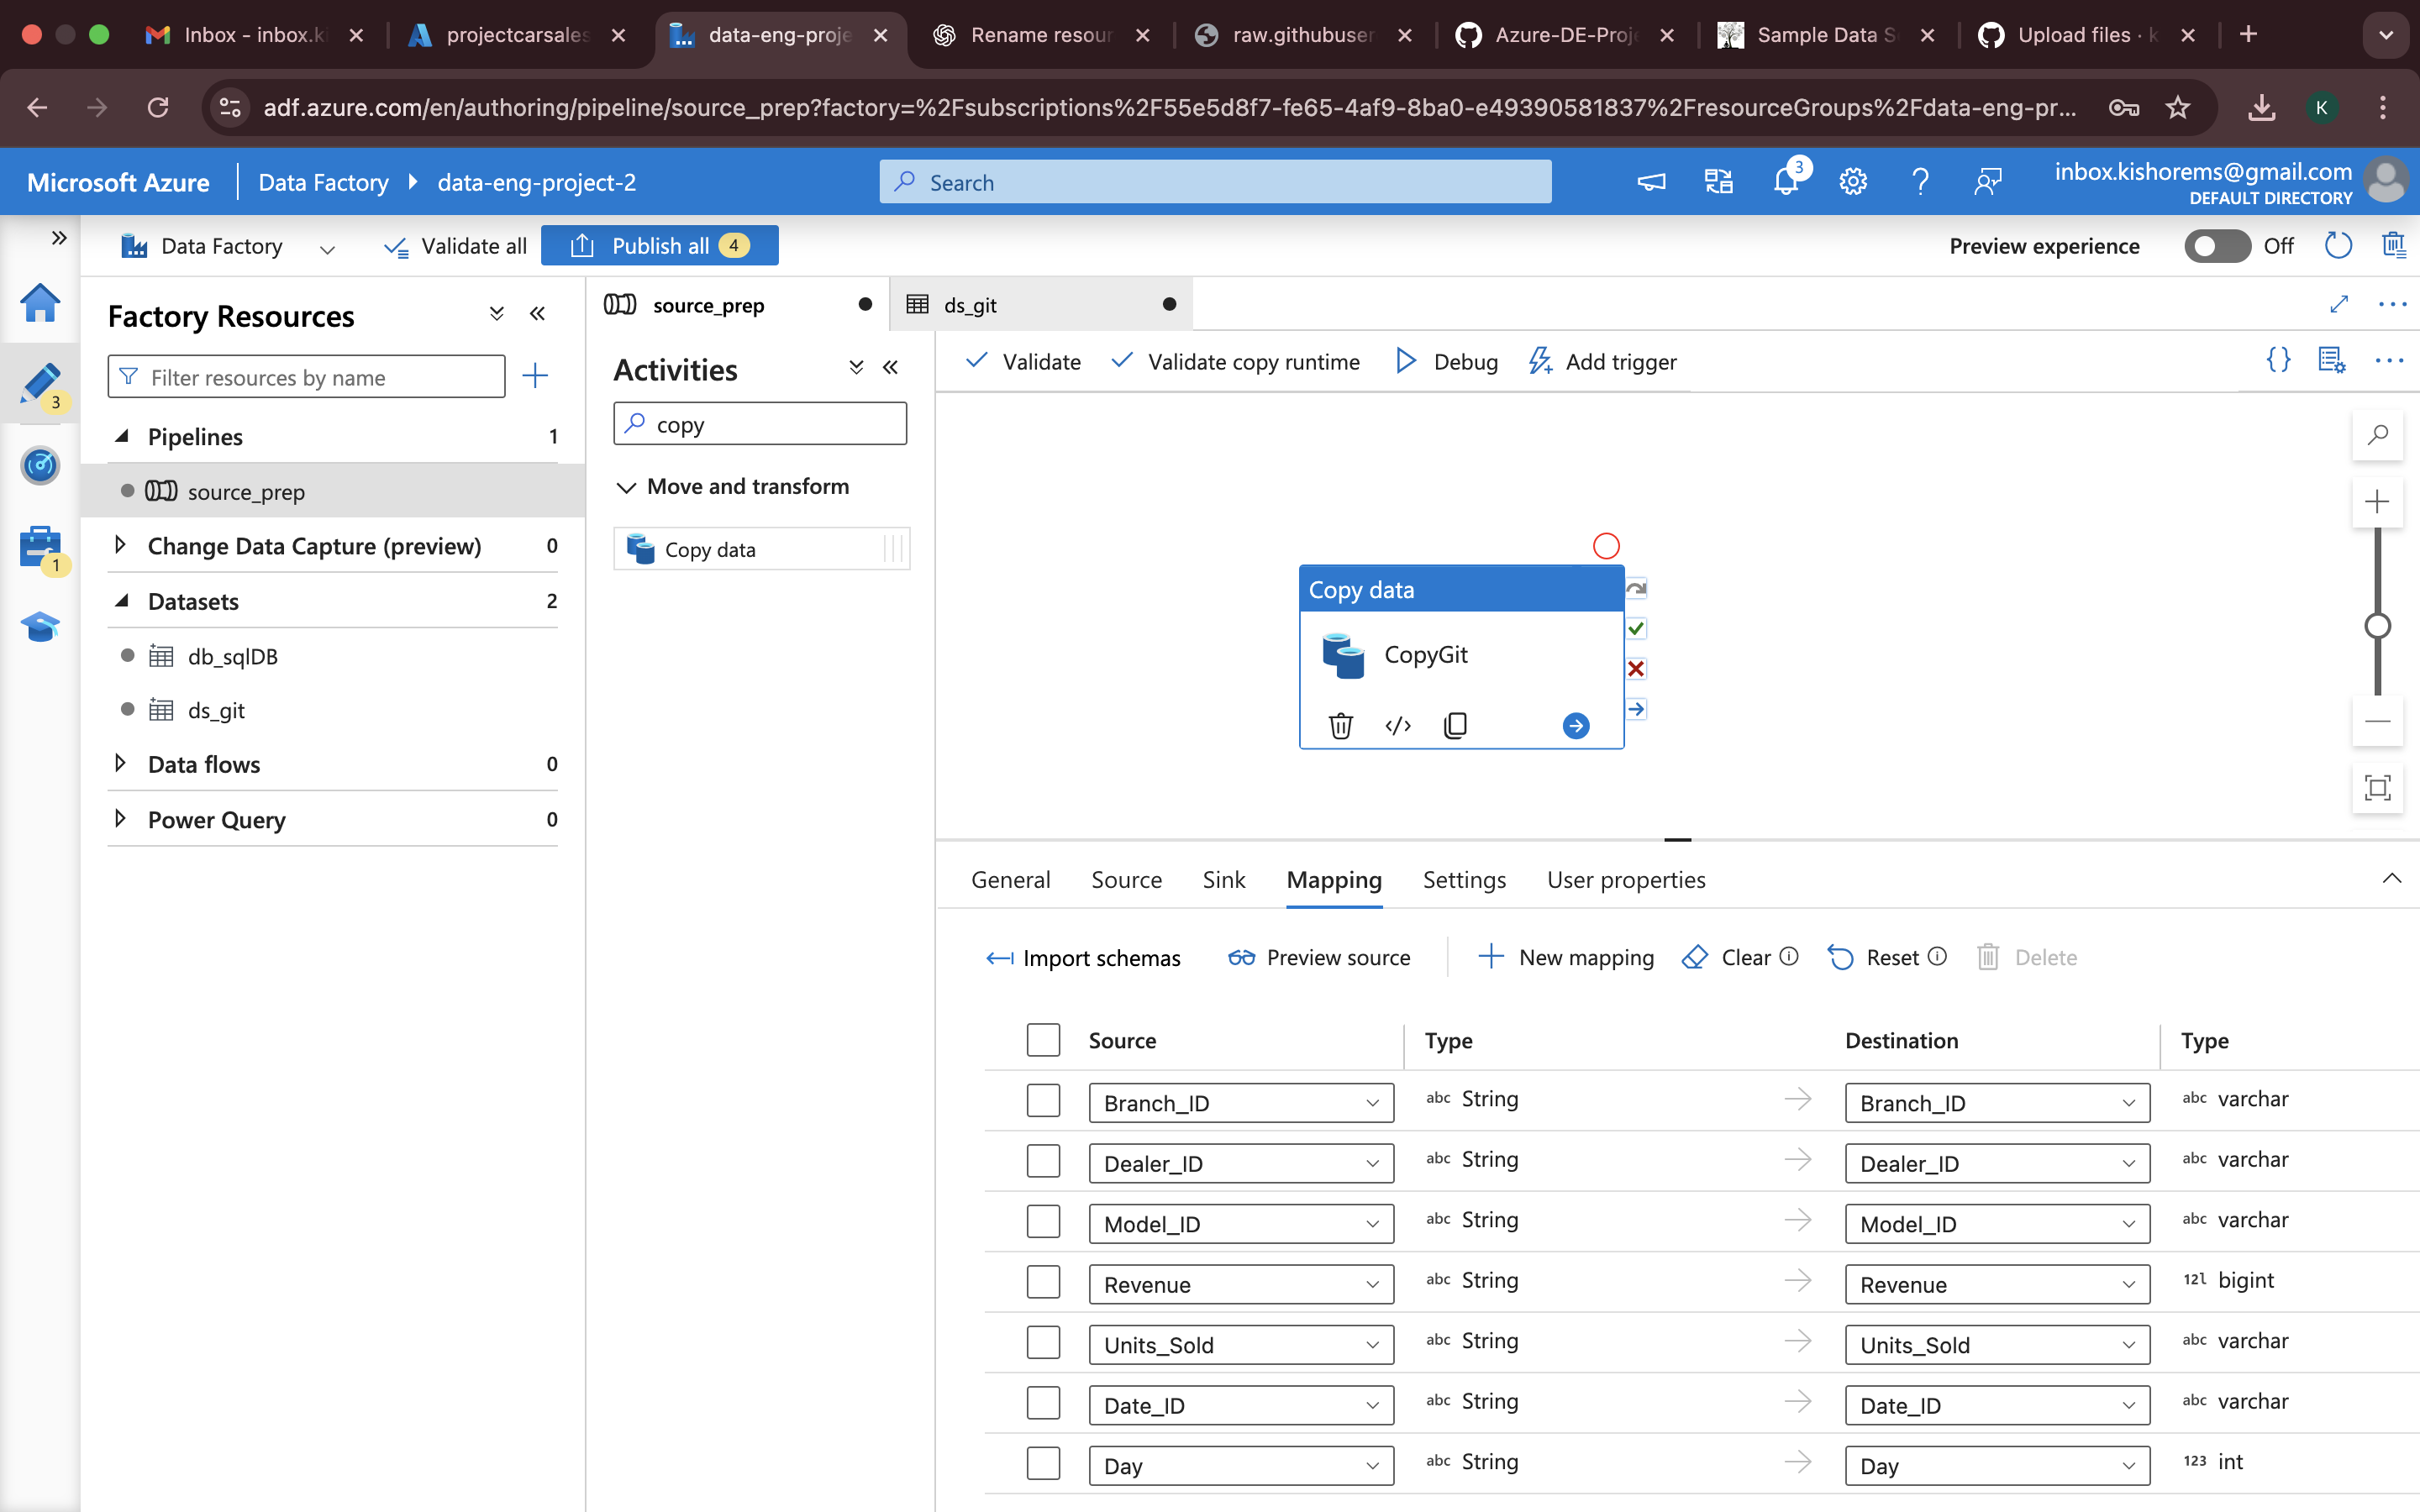 Inbox - inbox.ki
projectcarsales
data-eng-proje
Rename resour
raw.githubuser
Azure-DE-Proje
Sample Data S
Upload files · k
adf.azure.com/en/authoring/pipeline/source_prep?factory=%2Fsubscriptions%2F55e5d8f7-fe65-4af9-8ba0-e49390581837%2FresourceGroups%2Fdata-eng-pr...
K
Microsoft Azure
Data Factory
data-eng-project-2
Search
3
inbox.kishorems@gmail.com
DEFAULT DIRECTORY
Data Factory
Validate all
Publish all 4
Preview experience
Off
Factory Resources
source_prep
ds_git
Filter resources by name
3
Pipelines 1
source_prep
Change Data Capture (preview) 0
1
Datasets 2
db_sqlDB
ds_git
Data flows 0
Power Query 0
Activities
copy
Move and transform
Copy data
Validate
Validate copy runtime
Debug
Add trigger
Copy data
CopyGit
General
Source
Sink
Mapping
Settings
User properties
Import schemas
Preview source
New mapping
Clear
Reset
Delete
Source Type Destination Type
Branch_ID abc String Branch_ID abc varchar
Dealer_ID abc String Dealer_ID abc varchar
Model_ID abc String Model_ID abc varchar
Revenue abc String Revenue 12l bigint
Units_Sold abc String Units_Sold abc varchar
Date_ID abc String Date_ID abc varchar
Day abc String Day 123 int